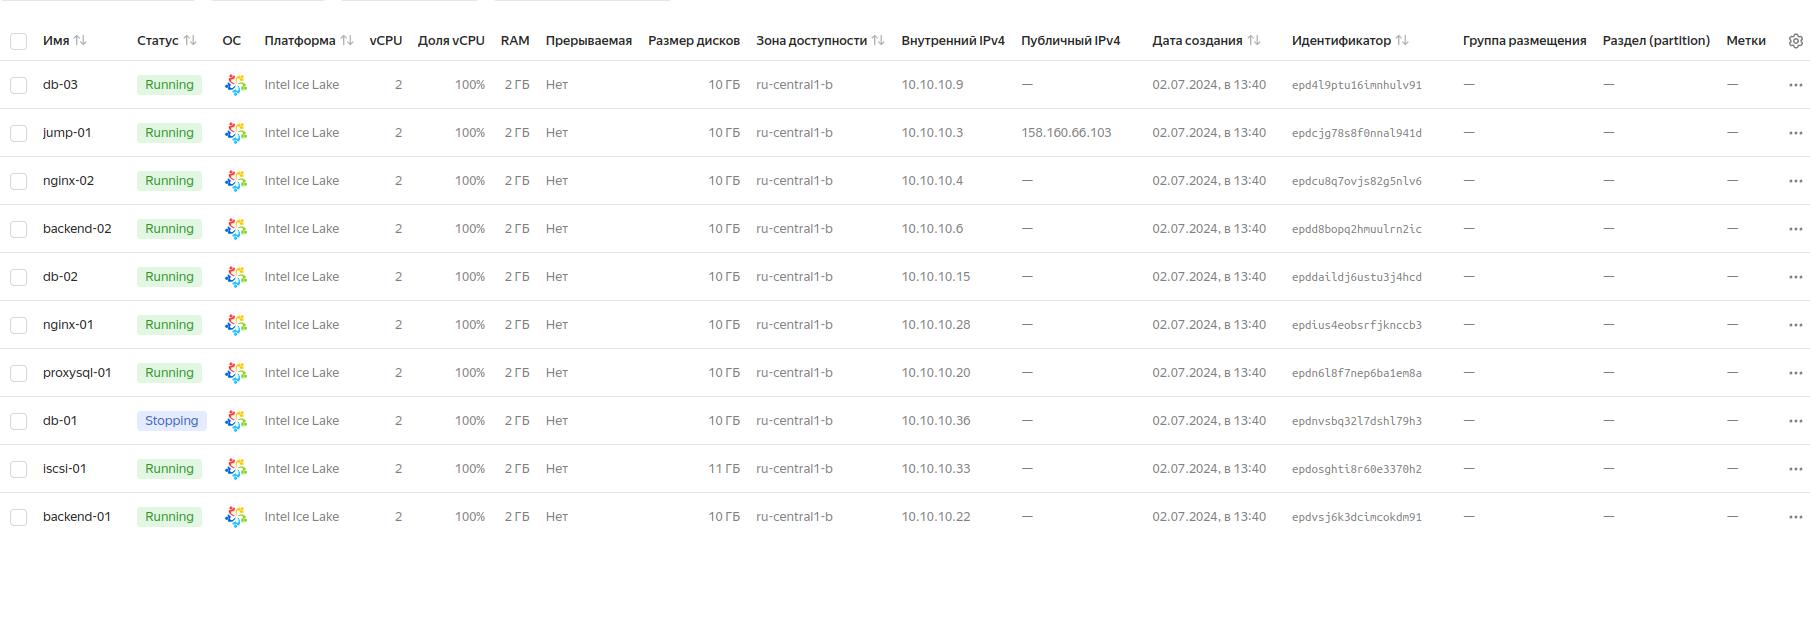 Имя Статус ОС Платформа vCPU Доля vCPU RAM Прерываемая Размер дисков Зона доступности Внутренний IPv4 Публичный IPv4 Дата создания Идентификатор Группа размещения Раздел (partition) Метки
db-03 Running Intel Ice Lake 2 100% 2 ГБ Нет 10 ГБ ru-central1-b 10.10.10.9 — 02.07.2024, в 13:40 epd4l9ptu16imnhulv91 — — —
jump-01 Running Intel Ice Lake 2 100% 2 ГБ Нет 10 ГБ ru-central1-b 10.10.10.3 158.160.66.103 02.07.2024, в 13:40 epdcjg78s8f0nnal941d — — —
nginx-02 Running Intel Ice Lake 2 100% 2 ГБ Нет 10 ГБ ru-central1-b 10.10.10.4 — 02.07.2024, в 13:40 epdcu8q7ovjs82g5nlv6 — — —
backend-02 Running Intel Ice Lake 2 100% 2 ГБ Нет 10 ГБ ru-central1-b 10.10.10.6 — 02.07.2024, в 13:40 epdd8bopq2hmuulrn2ic — — —
db-02 Running Intel Ice Lake 2 100% 2 ГБ Нет 10 ГБ ru-central1-b 10.10.10.15 — 02.07.2024, в 13:40 epddaildj6ustu3j4hcd — — —
nginx-01 Running Intel Ice Lake 2 100% 2 ГБ Нет 10 ГБ ru-central1-b 10.10.10.28 — 02.07.2024, в 13:40 epdius4eobsrfjknccb3 — — —
proxysql-01 Running Intel Ice Lake 2 100% 2 ГБ Нет 10 ГБ ru-central1-b 10.10.10.20 — 02.07.2024, в 13:40 epdn6l8f7nep6ba1em8a — — —
db-01 Stopping Intel Ice Lake 2 100% 2 ГБ Нет 10 ГБ ru-central1-b 10.10.10.36 — 02.07.2024, в 13:40 epdnvsbq32l7dshl79h3 — — —
iscsi-01 Running Intel Ice Lake 2 100% 2 ГБ Нет 11 ГБ ru-central1-b 10.10.10.33 — 02.07.2024, в 13:40 epdosghti8r60e3370h2 — — —
backend-01 Running Intel Ice Lake 2 100% 2 ГБ Нет 10 ГБ ru-central1-b 10.10.10.22 — 02.07.2024, в 13:40 epdvsj6k3dcimcokdm91 — — —